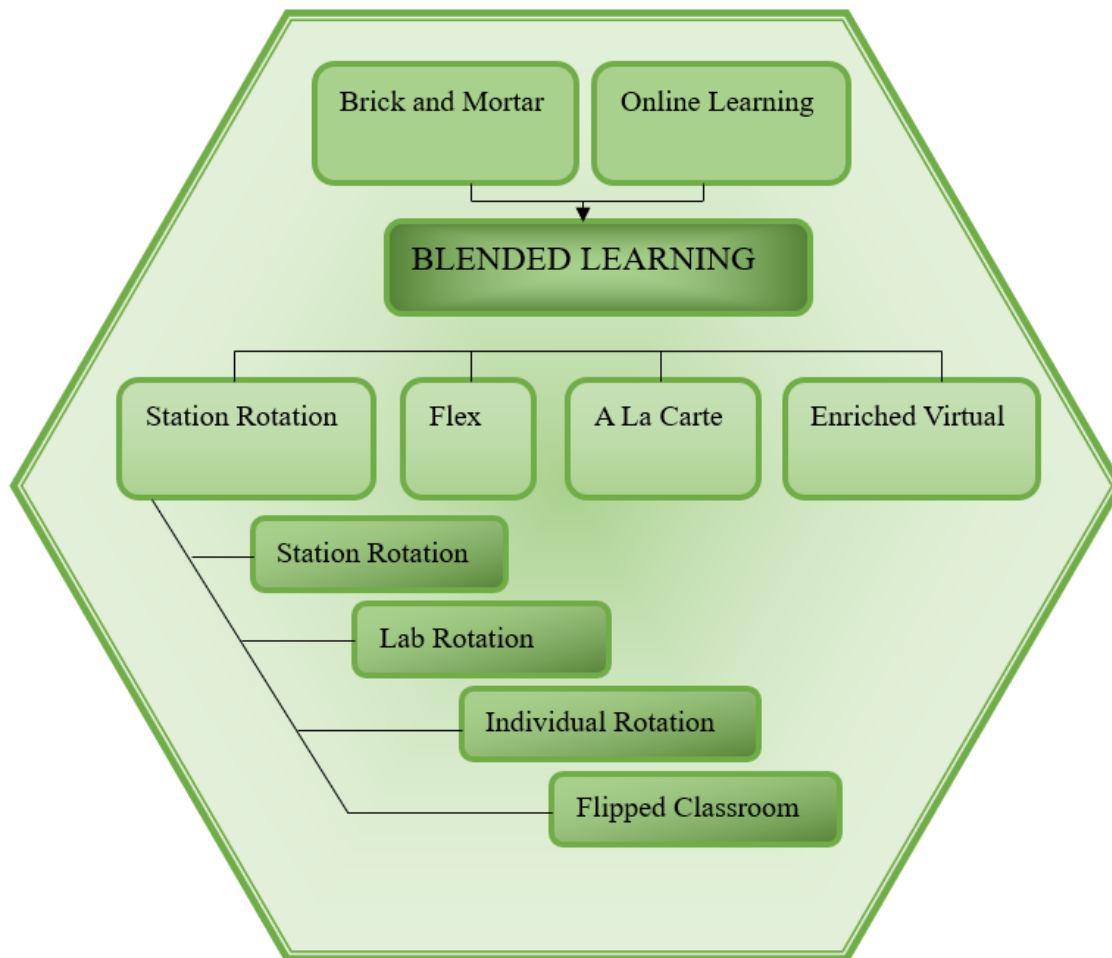 Brick and Mortar
Online Learning
BLENDED LEARNING
Station Rotation
Flex
A La Carte
Enriched Virtual
Station Rotation
Lab Rotation
Individual Rotation
Flipped Classroom